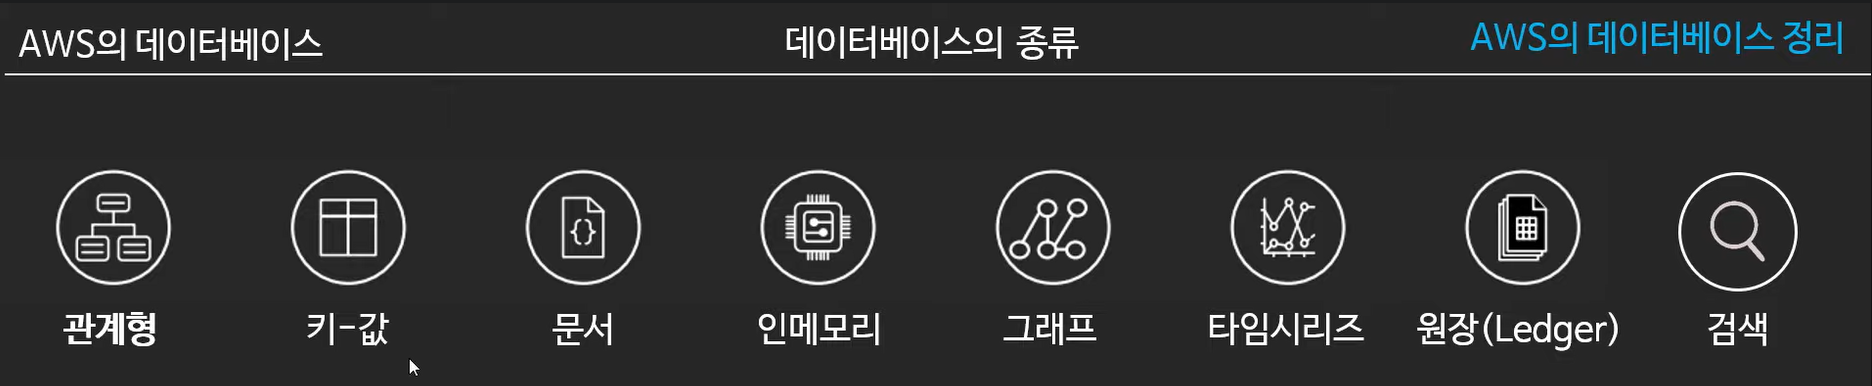 AWS의 데이터베이스
데이터베이스의 종류
AWS의 데이터베이스 정리
관계형
키-값
문서
인메모리
그래프
타임시리즈
원장(Ledger)
검색